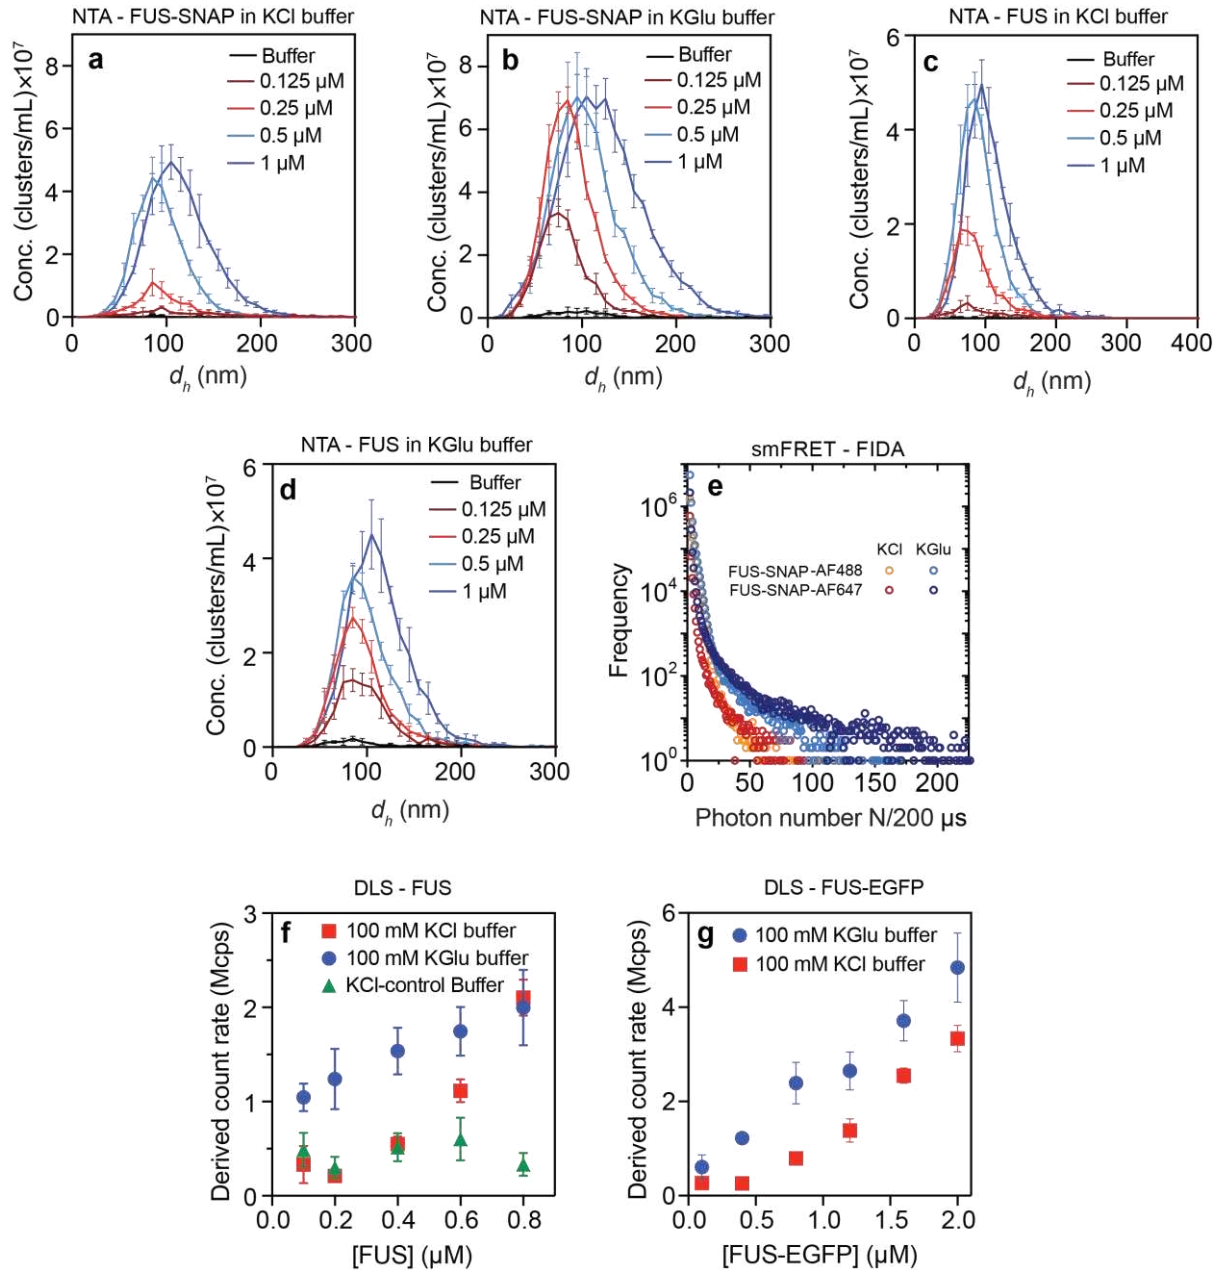 NTA - FUS-SNAP in KCl buffer
a
Buffer
0.125 µM
0.25 µM
0.5 µM
1 µM
Conc. (clusters/mL)×10⁷
8
6
4
2
0
0 100 200 300
dₕ (nm)
NTA - FUS-SNAP in KGlu buffer
b
Buffer
0.125 µM
0.25 µM
0.5 µM
1 µM
Conc. (clusters/mL)×10⁷
8
6
4
2
0
0 100 200 300
dₕ (nm)
NTA - FUS in KCl buffer
c
Buffer
0.125 µM
0.25 µM
0.5 µM
1 µM
Conc. (clusters/mL)×10⁷
6
4
2
0
0 100 200 300 400
dₕ (nm)
NTA - FUS in KGlu buffer
d
Buffer
0.125 µM
0.25 µM
0.5 µM
1 µM
Conc. (clusters/mL)×10⁷
6
4
2
0
0 100 200 300
dₕ (nm)
smFRET - FIDA
e
KCl KGlu
FUS-SNAP-AF488
FUS-SNAP-AF647
Frequency
10⁶
10⁴
10²
10⁰
0 50 100 150 200
Photon number N/200 µs
DLS - FUS
f
100 mM KCl buffer
100 mM KGlu buffer
KCl-control Buffer
Derived count rate (Mcps)
3
2
1
0
0.0 0.2 0.4 0.6 0.8
[FUS] (µM)
DLS - FUS-EGFP
g
100 mM KGlu buffer
100 mM KCl buffer
Derived count rate (Mcps)
6
4
2
0
0.0 0.5 1.0 1.5 2.0
[FUS-EGFP] (µM)